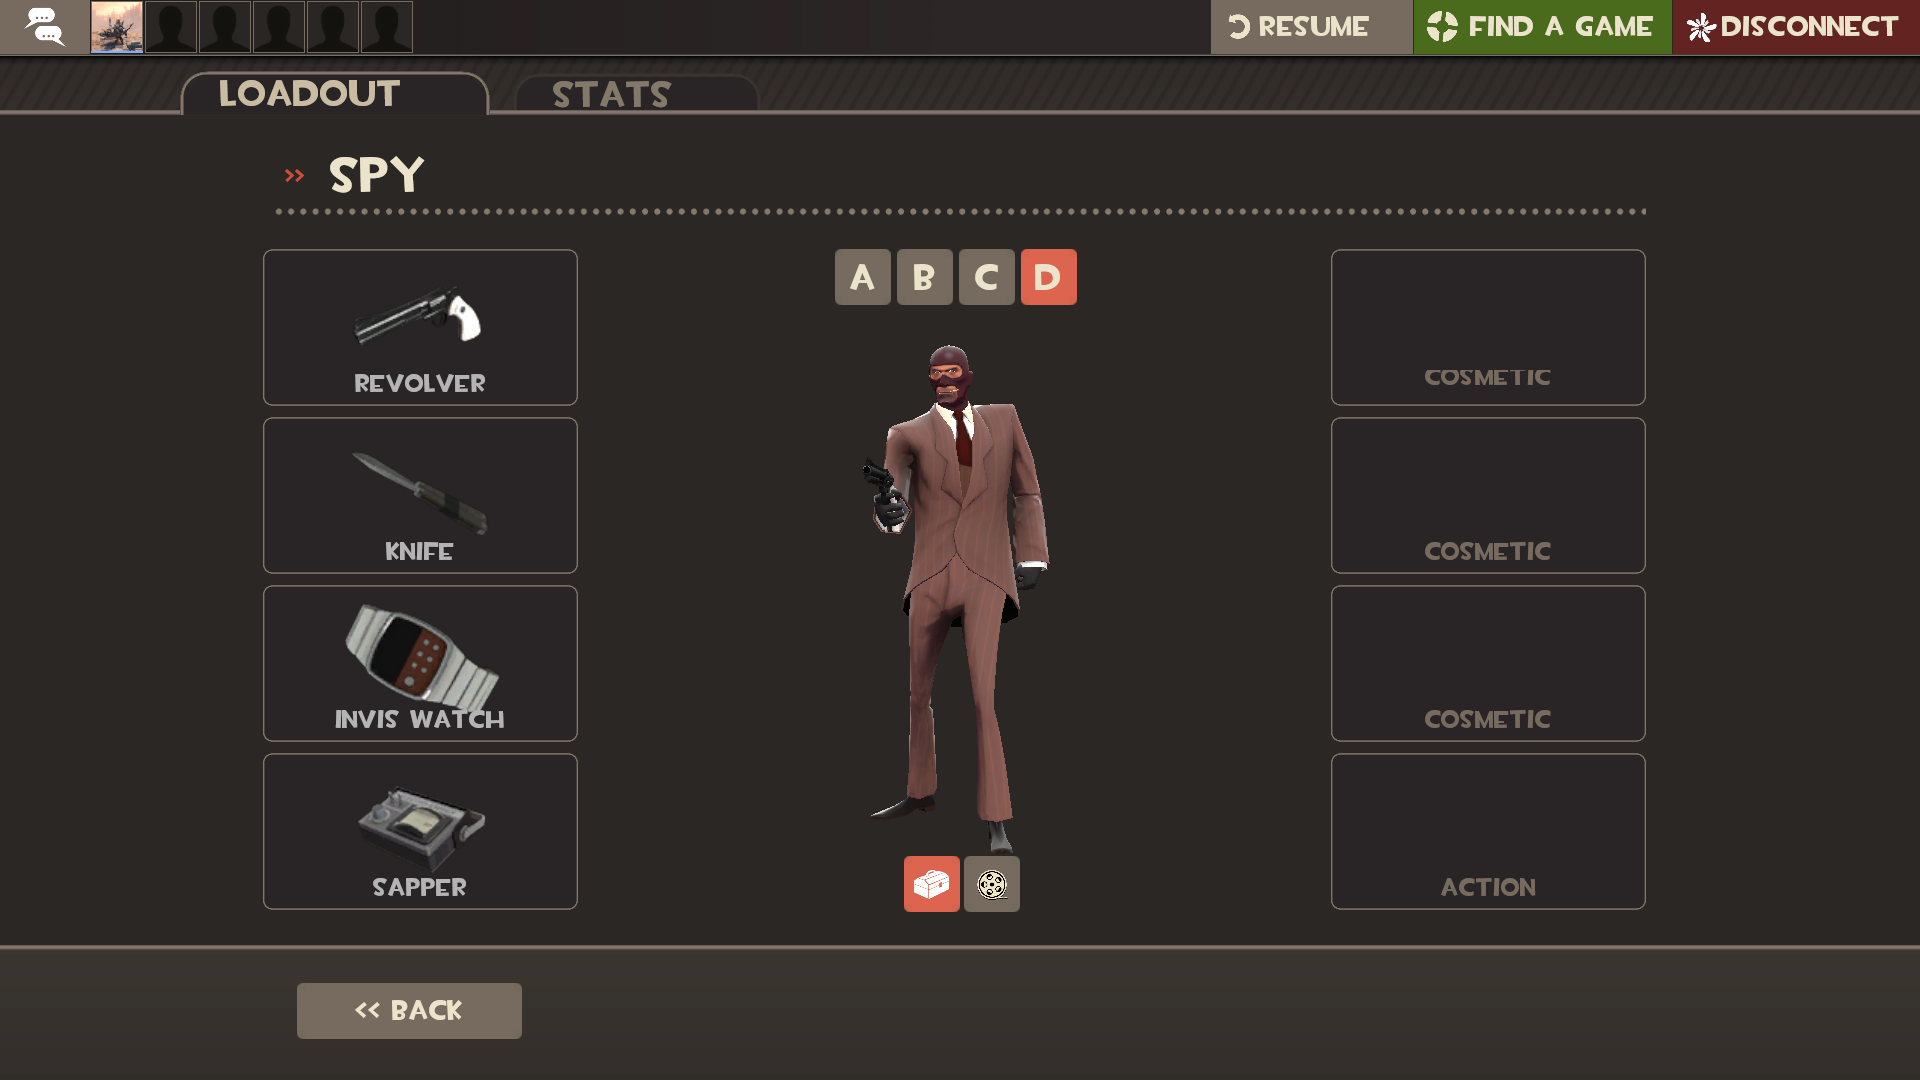 RESUME
FIND A GAME
DISCONNECT
LOADOUT
STATS
>> SPY
A B C D
REVOLVER
KNIFE
INVIS WATCH
SAPPER
COSMETIC
COSMETIC
COSMETIC
ACTION
<< BACK